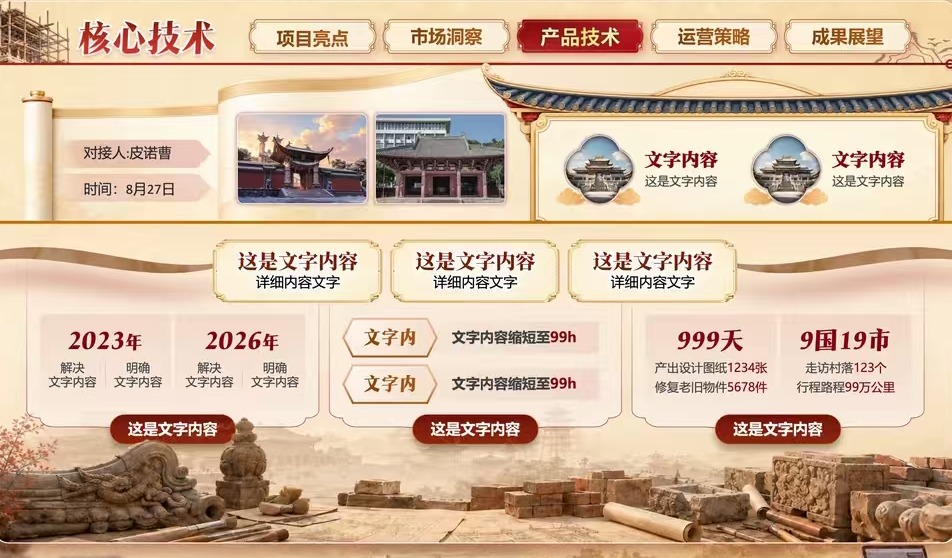 核心技术
项目亮点
市场洞察
产品技术
运营策略
成果展望
对接人:皮诺曹
时间：8月27日
文字内容
这是文字内容
文字内容
这是文字内容
这是文字内容
详细内容文字
这是文字内容
详细内容文字
这是文字内容
详细内容文字
2023年
解决
文字内容
明确
文字内容
2026年
解决
文字内容
明确
文字内容
这是文字内容
文字内
文字内容缩短至99h
文字内
文字内容缩短至99h
这是文字内容
999天
产出设计图纸1234张
修复老旧物件5678件
9国19市
走访村落123个
行程路程99万公里
这是文字内容